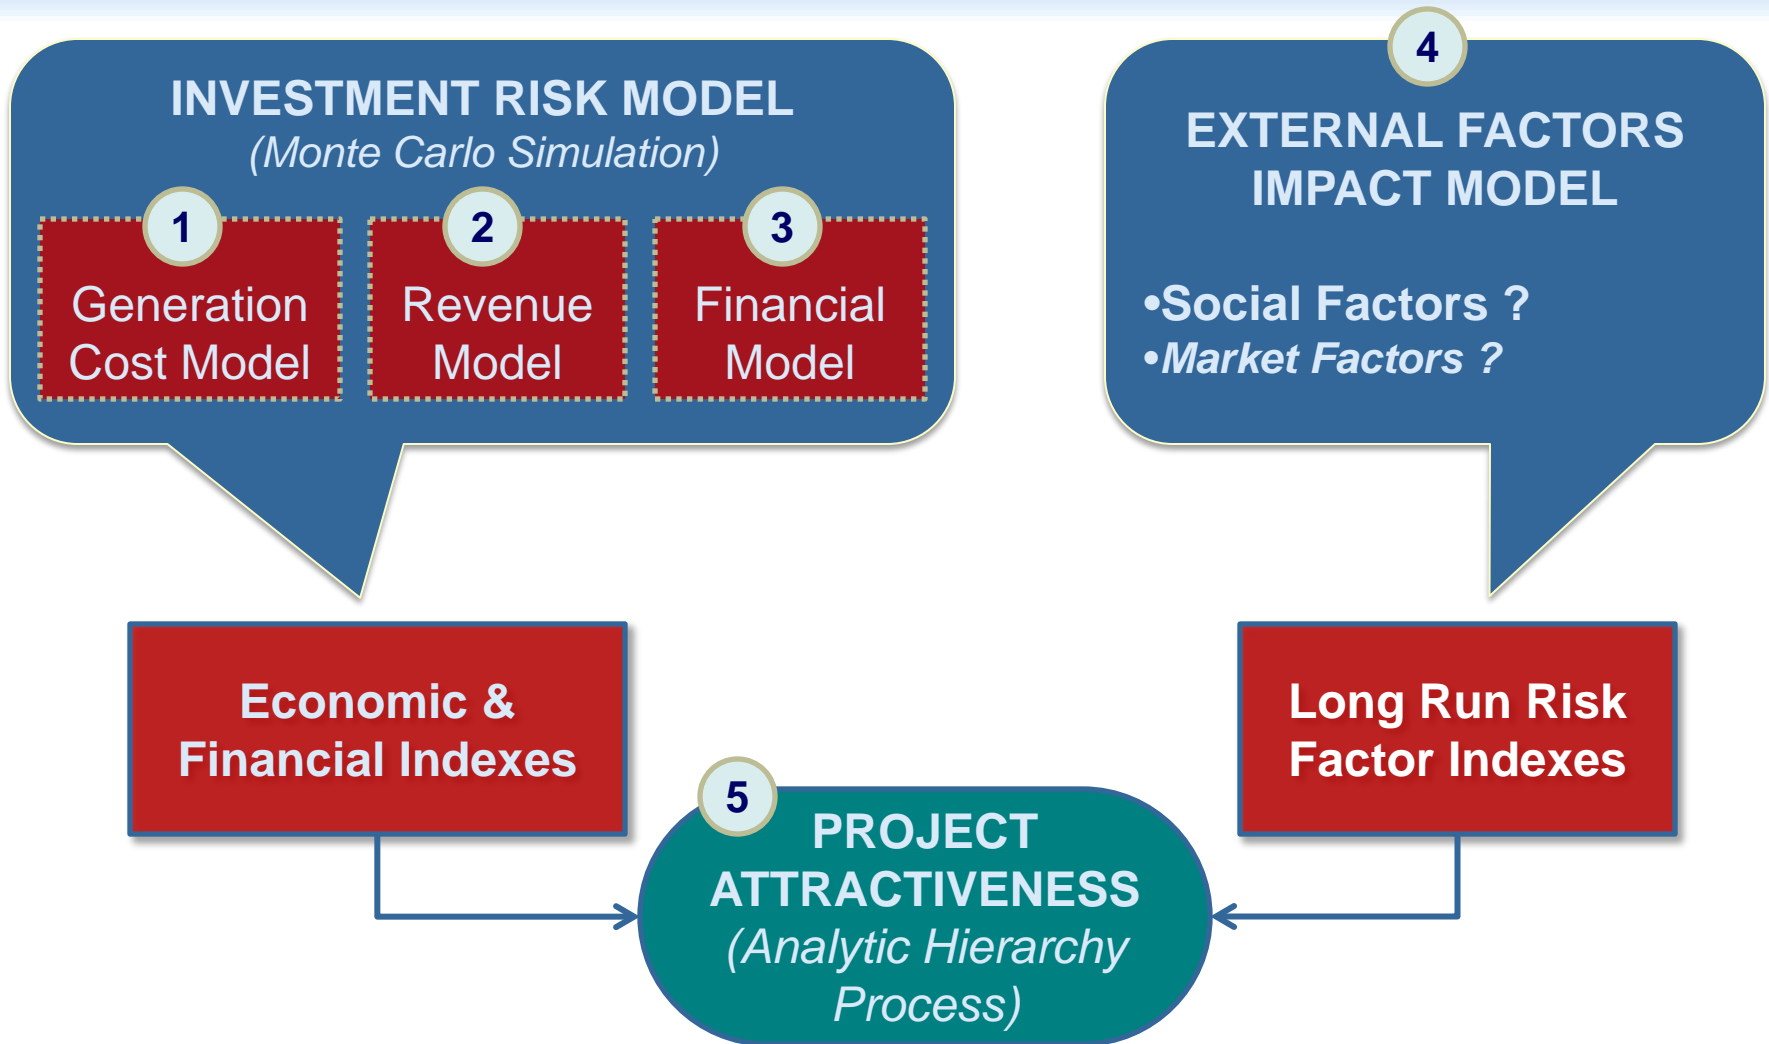 INVESTMENT RISK MODEL
(Monte Carlo Simulation)
1
Generation
Cost Model
2
Revenue
Model
3
Financial
Model
4
EXTERNAL FACTORS
IMPACT MODEL
•Social Factors ?
•Market Factors ?
Economic &
Financial Indexes
Long Run Risk
Factor Indexes
5
PROJECT
ATTRACTIVENESS
(Analytic Hierarchy
Process)